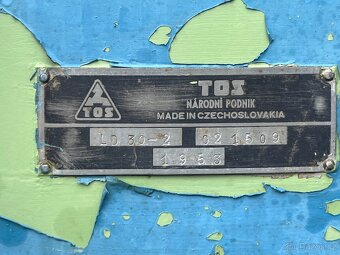 TOS
NÁRODNÍ PODNIK
MADE IN CZECHOSLOVAKIA
A
TOS
LD 30-2
021509
1953